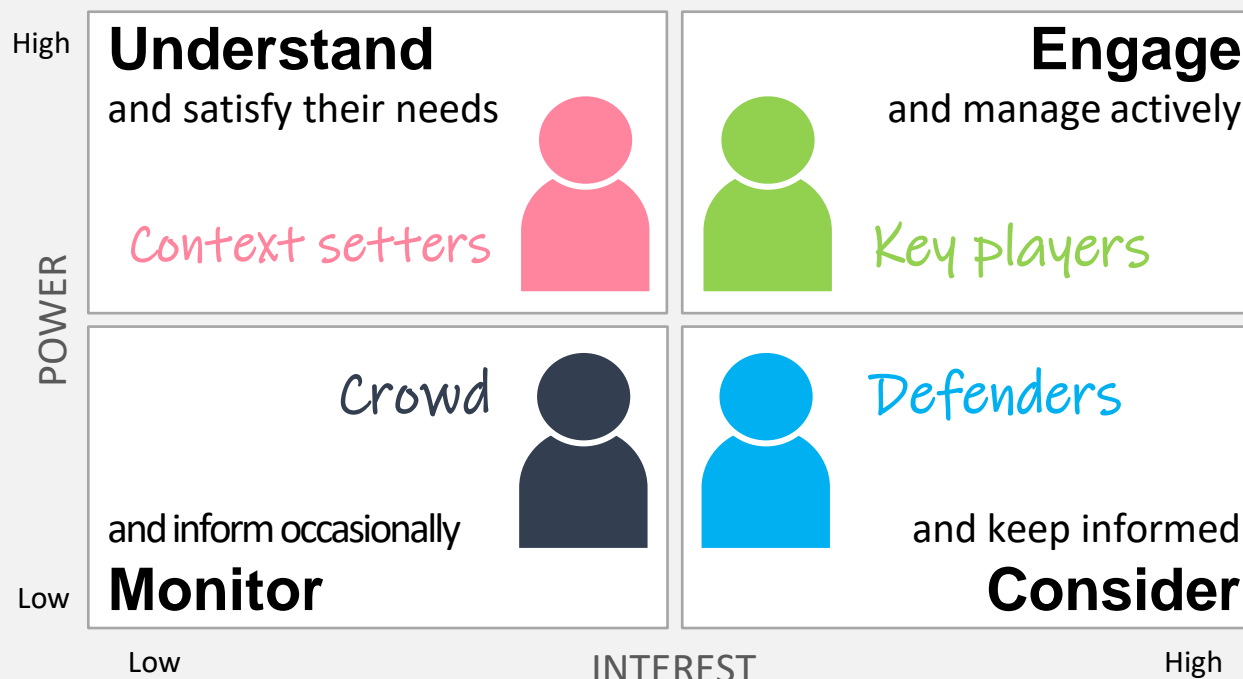 High
Understand
and satisfy their needs
Context setters
Engage
and manage actively
Key players
POWER
Crowd
and inform occasionally
Monitor
Defenders
and keep informed
Consider
Low
Low
INTEREST
High